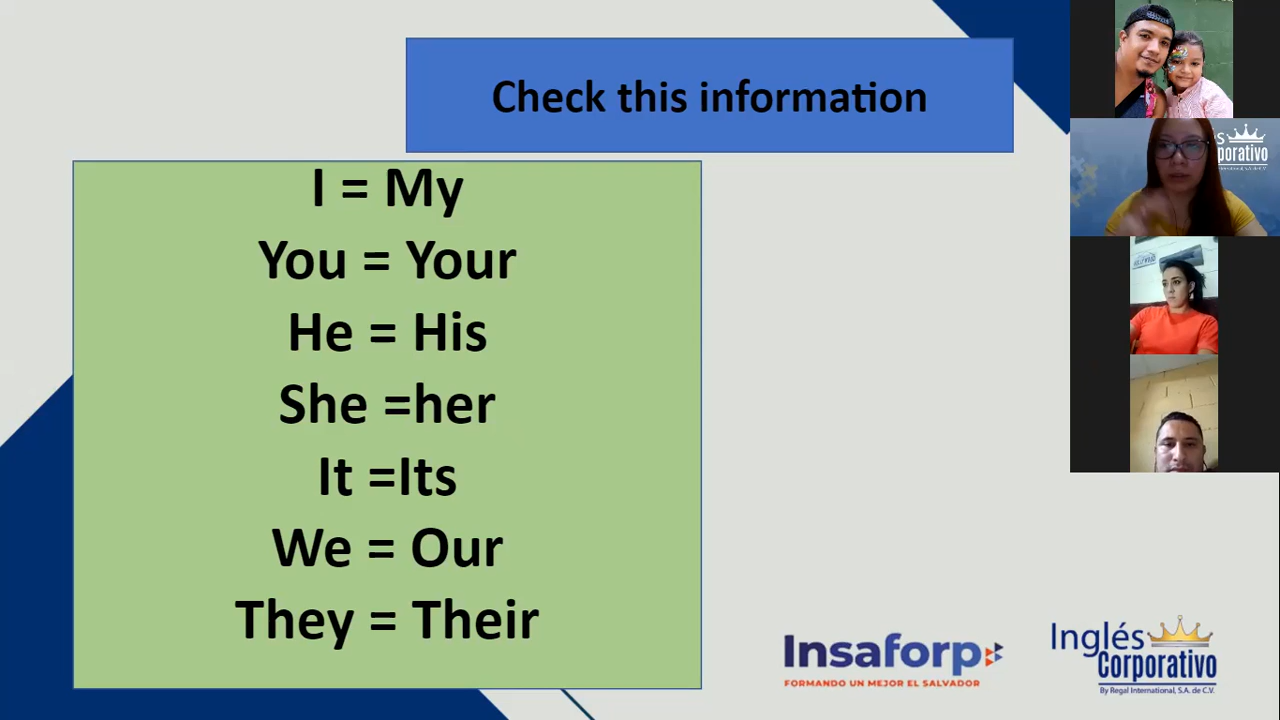 Check this information
I = My
You = Your
He = His
She =her
It =Its
We = Our
They = Their
Insaforp
FORMANDO UN MEJOR EL SALVADOR
Inglés
Corporativo
By Regal International, S.A. de C.V.
s
porativo